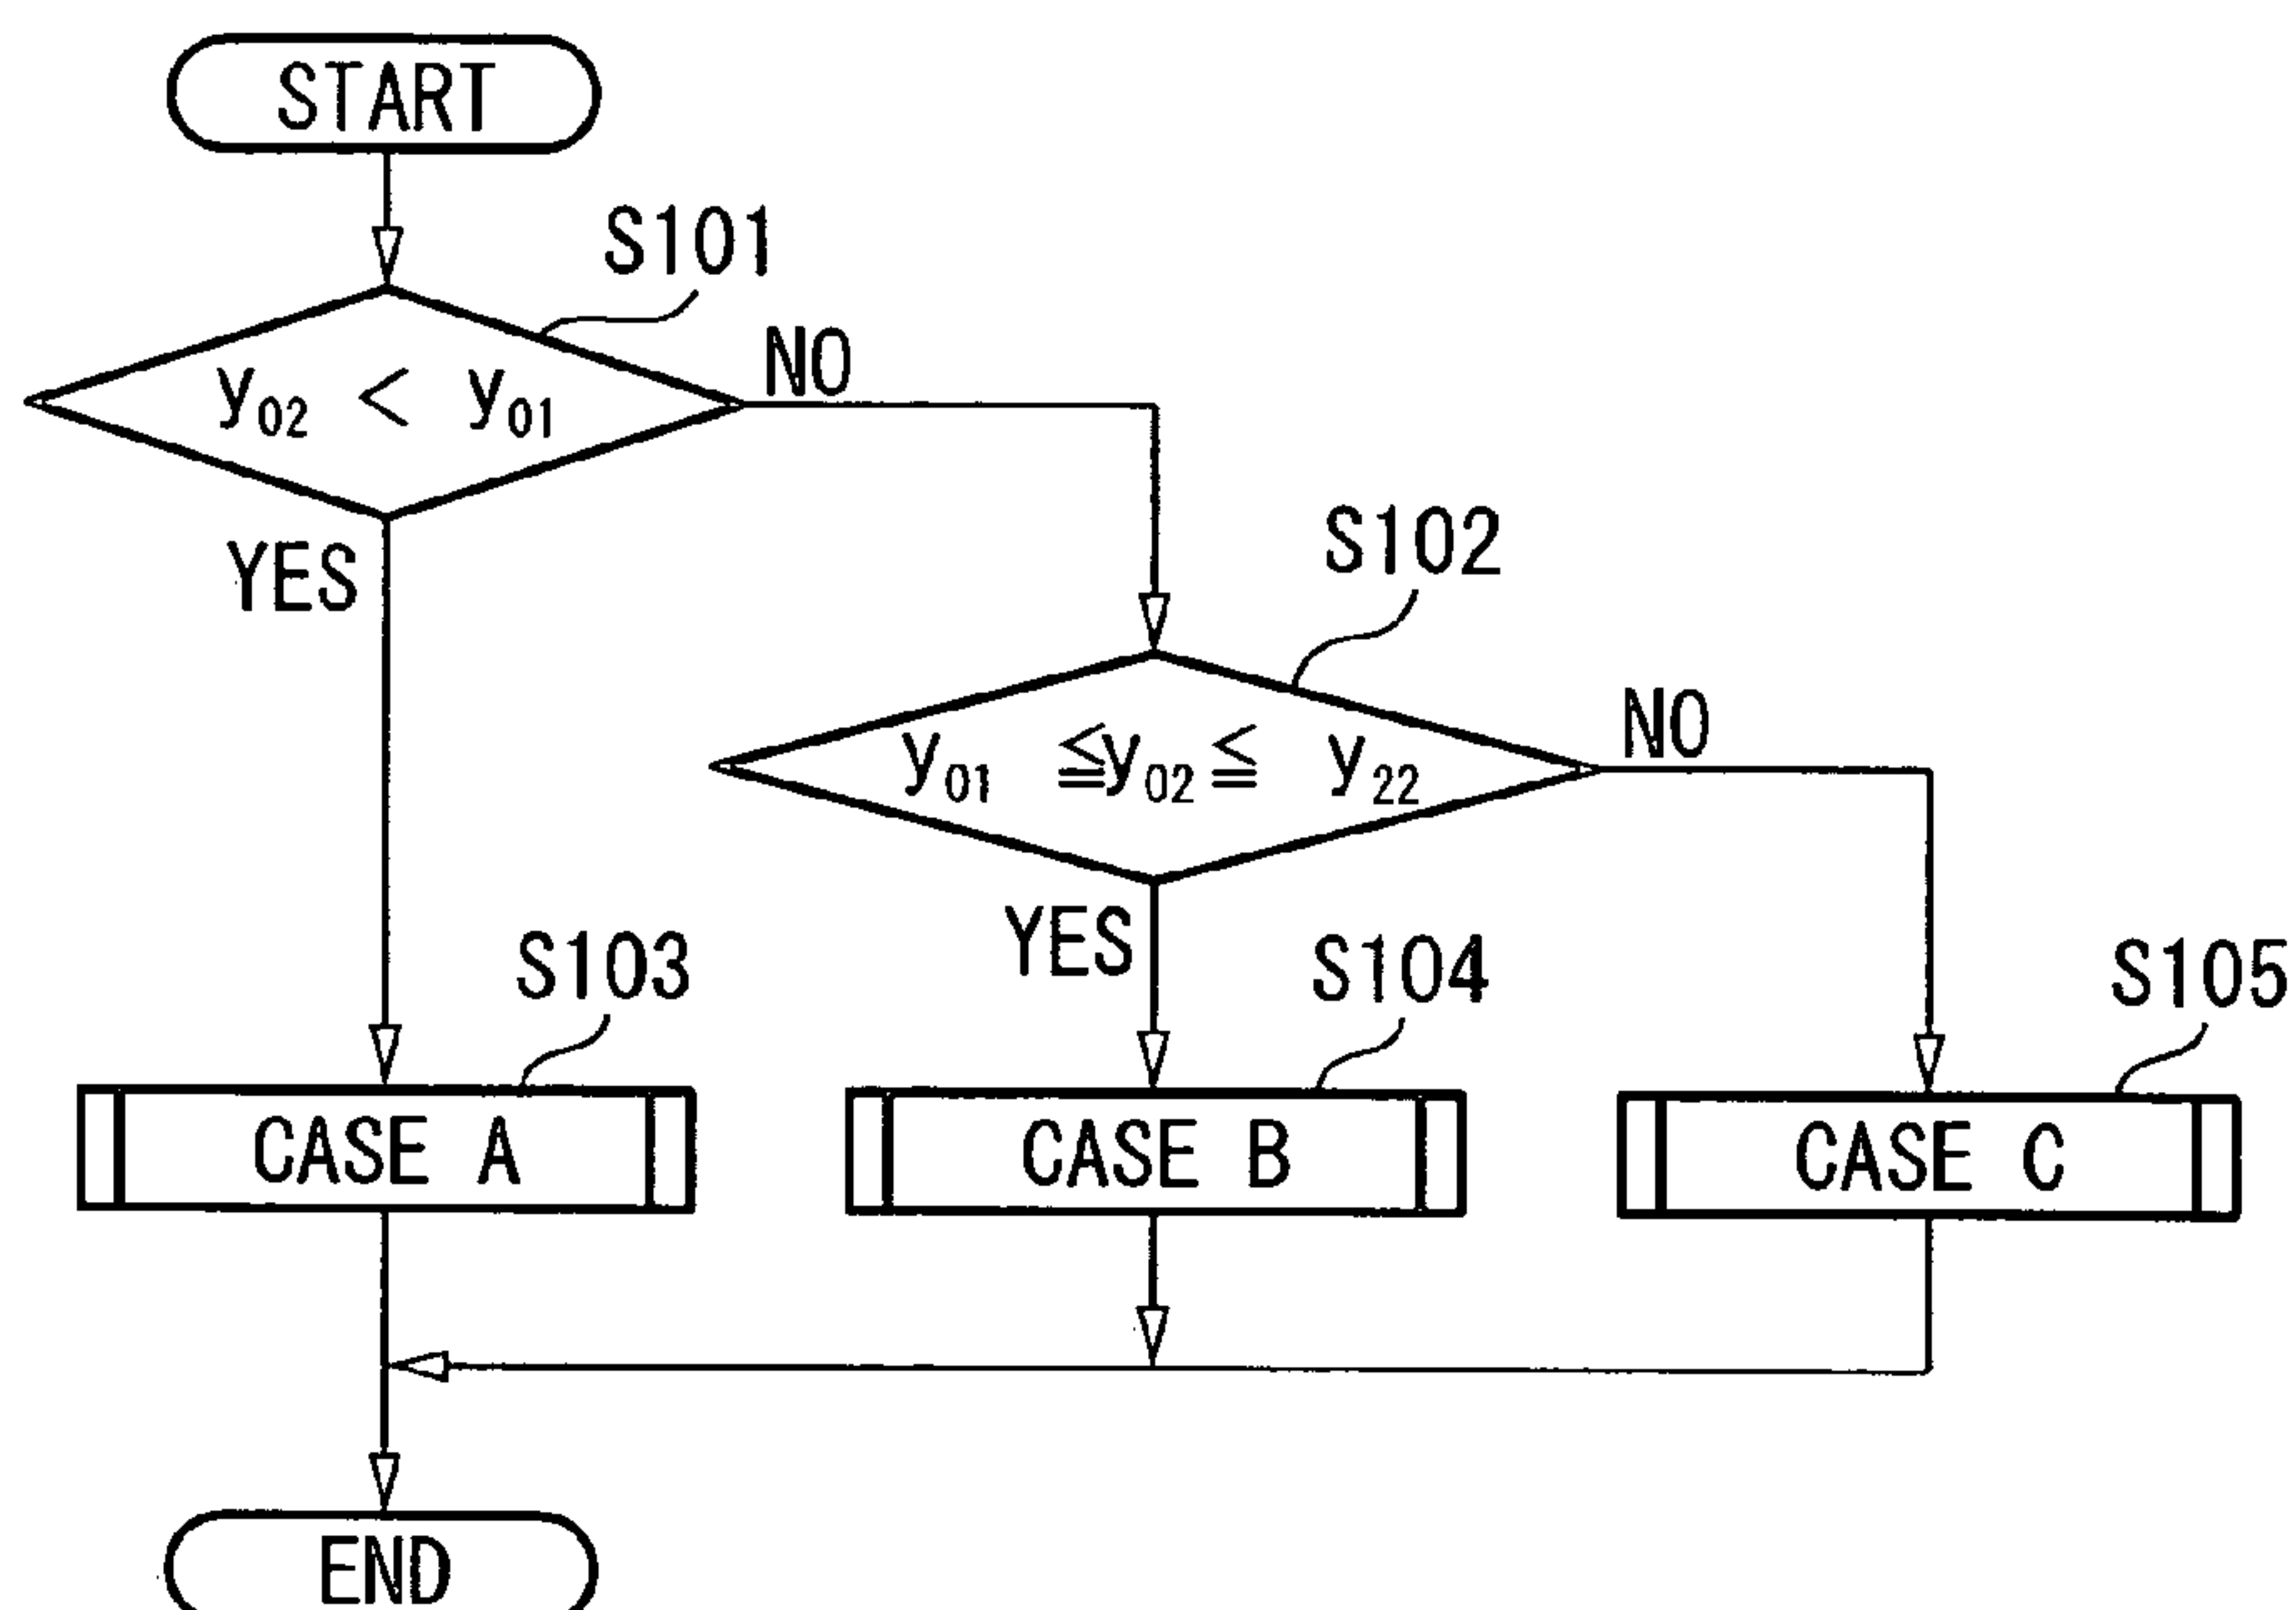 START
S101
y02 < y01
NO
YES
S102
y01 ≦y02≦ y22
NO
YES
S103
S104
S105
CASE A
CASE B
CASE C
END